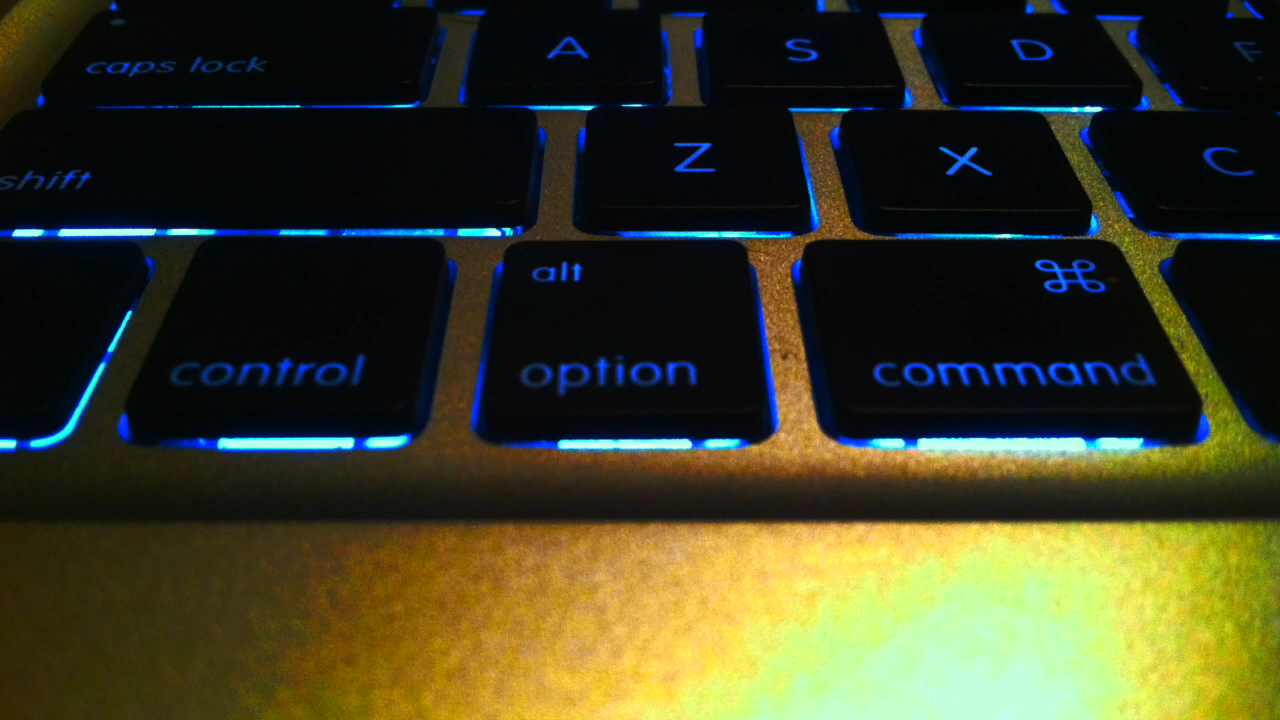 caps lock A S D F
shift Z X C
alt ⌘
control option command